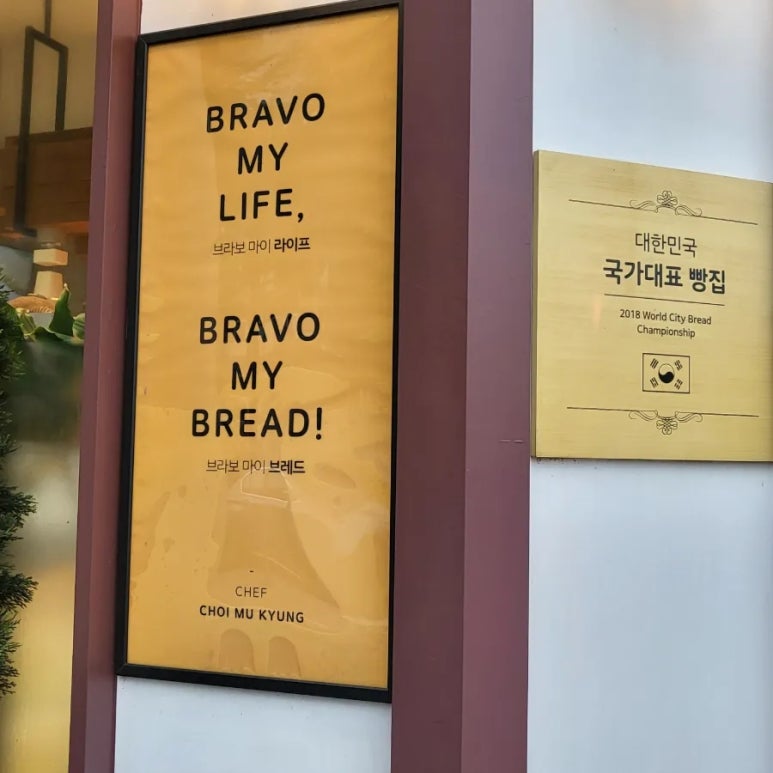 BRAVO
MY
LIFE,
브라보 마이 라이프
BRAVO
MY
BREAD!
브라보 마이 브레드
-
CHEF
CHOI MU KYUNG
대한민국
국가대표 빵집
2018 World City Bread
Championship